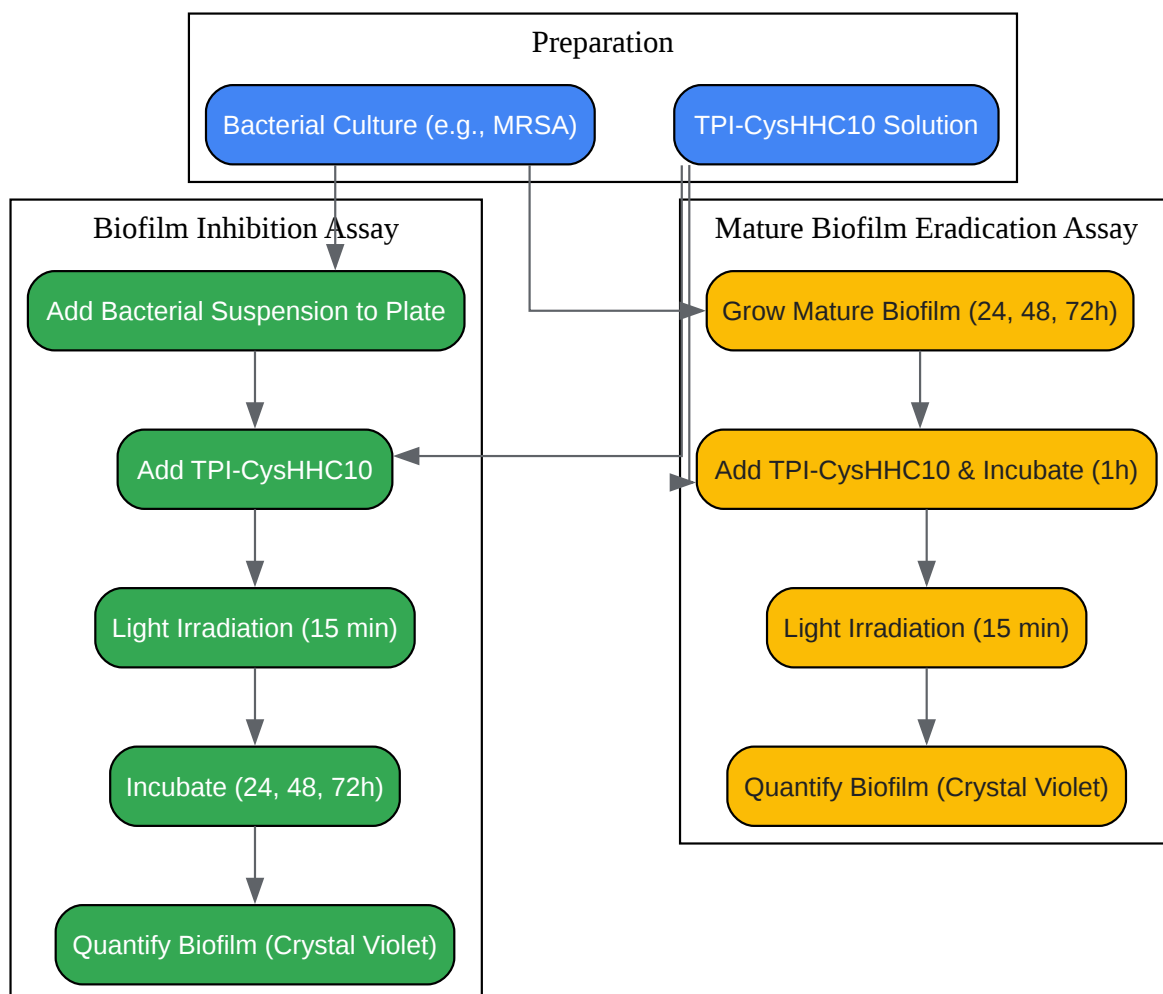 Preparation
Bacterial Culture (e.g., MRSA)
TPI-CysHHC10 Solution
Biofilm Inhibition Assay
Add Bacterial Suspension to Plate
Add TPI-CysHHC10
Light Irradiation (15 min)
Incubate (24, 48, 72h)
Quantify Biofilm (Crystal Violet)
Mature Biofilm Eradication Assay
Grow Mature Biofilm (24, 48, 72h)
Add TPI-CysHHC10 & Incubate (1h)
Light Irradiation (15 min)
Quantify Biofilm (Crystal Violet)